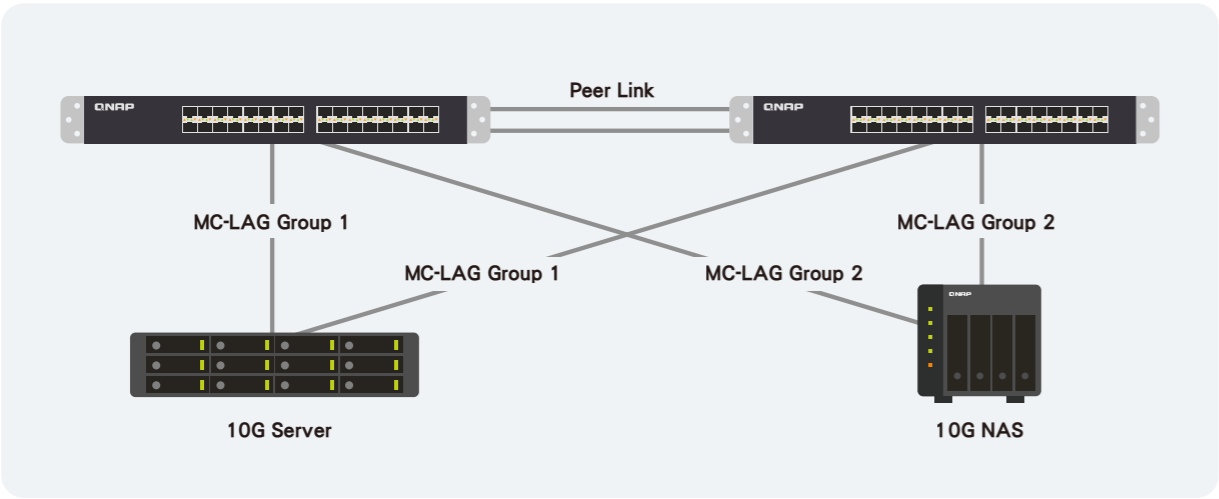 Peer Link
QNAP
QNAP
MC-LAG Group 1
MC-LAG Group 2
MC-LAG Group 1
MC-LAG Group 2
QNAP
10G Server
10G NAS